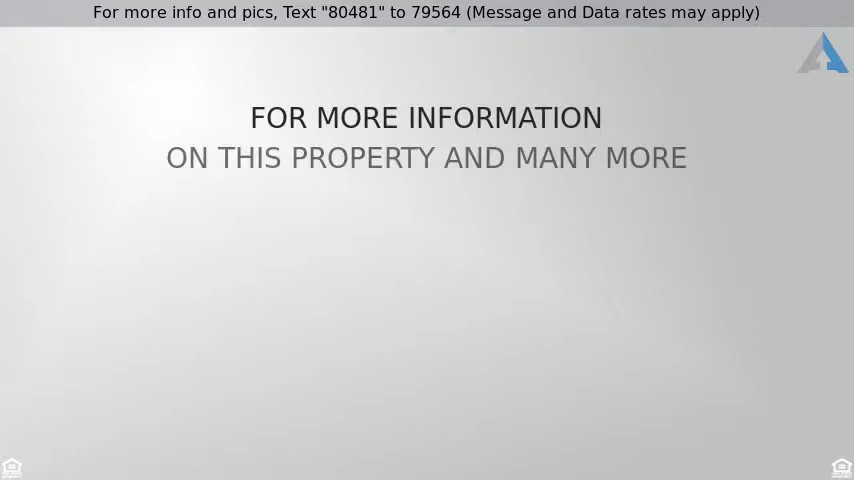 For more info and pics, Text "80481" to 79564 (Message and Data rates may apply)
FOR MORE INFORMATION
ON THIS PROPERTY AND MANY MORE